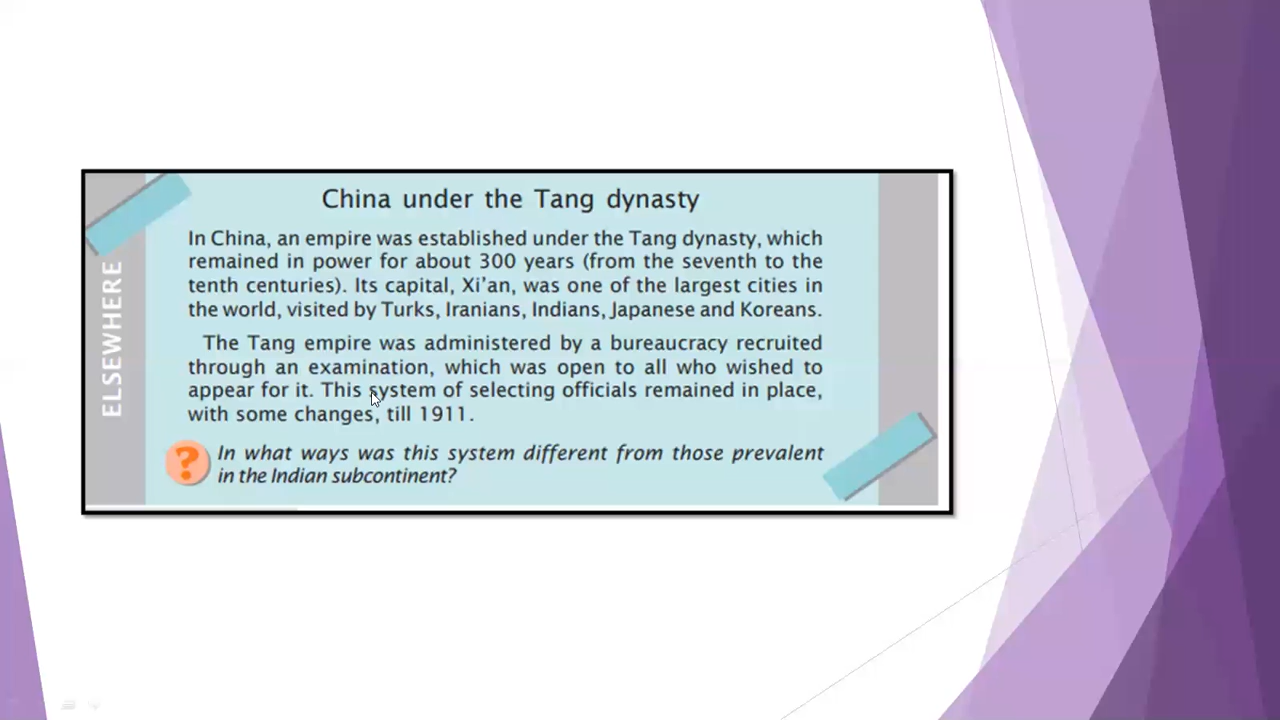 China under the Tang dynasty
In China, an empire was established under the Tang dynasty, which
remained in power for about 300 years (from the seventh to the
tenth centuries). Its capital, Xi’an, was one of the largest cities in
the world, visited by Turks, Iranians, Indians, Japanese and Koreans.
The Tang empire was administered by a bureaucracy recruited
through an examination, which was open to all who wished to
appear for it. This system of selecting officials remained in place,
with some changes, till 1911.
ELSEWHERE
?
In what ways was this system different from those prevalent
in the Indian subcontinent?